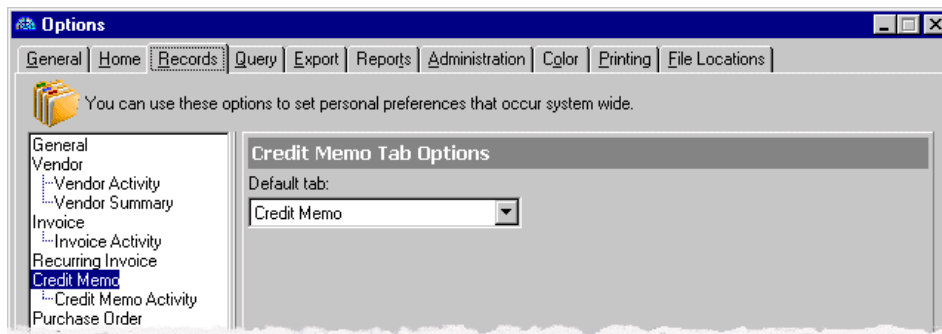 Options
General Home Records Query Export Reports Administration Color Printing File Locations
You can use these options to set personal preferences that occur system wide.
General
Vendor
Vendor Activity
Vendor Summary
Invoice
Invoice Activity
Recurring Invoice
Credit Memo
Credit Memo Activity
Purchase Order
Credit Memo Tab Options
Default tab:
Credit Memo